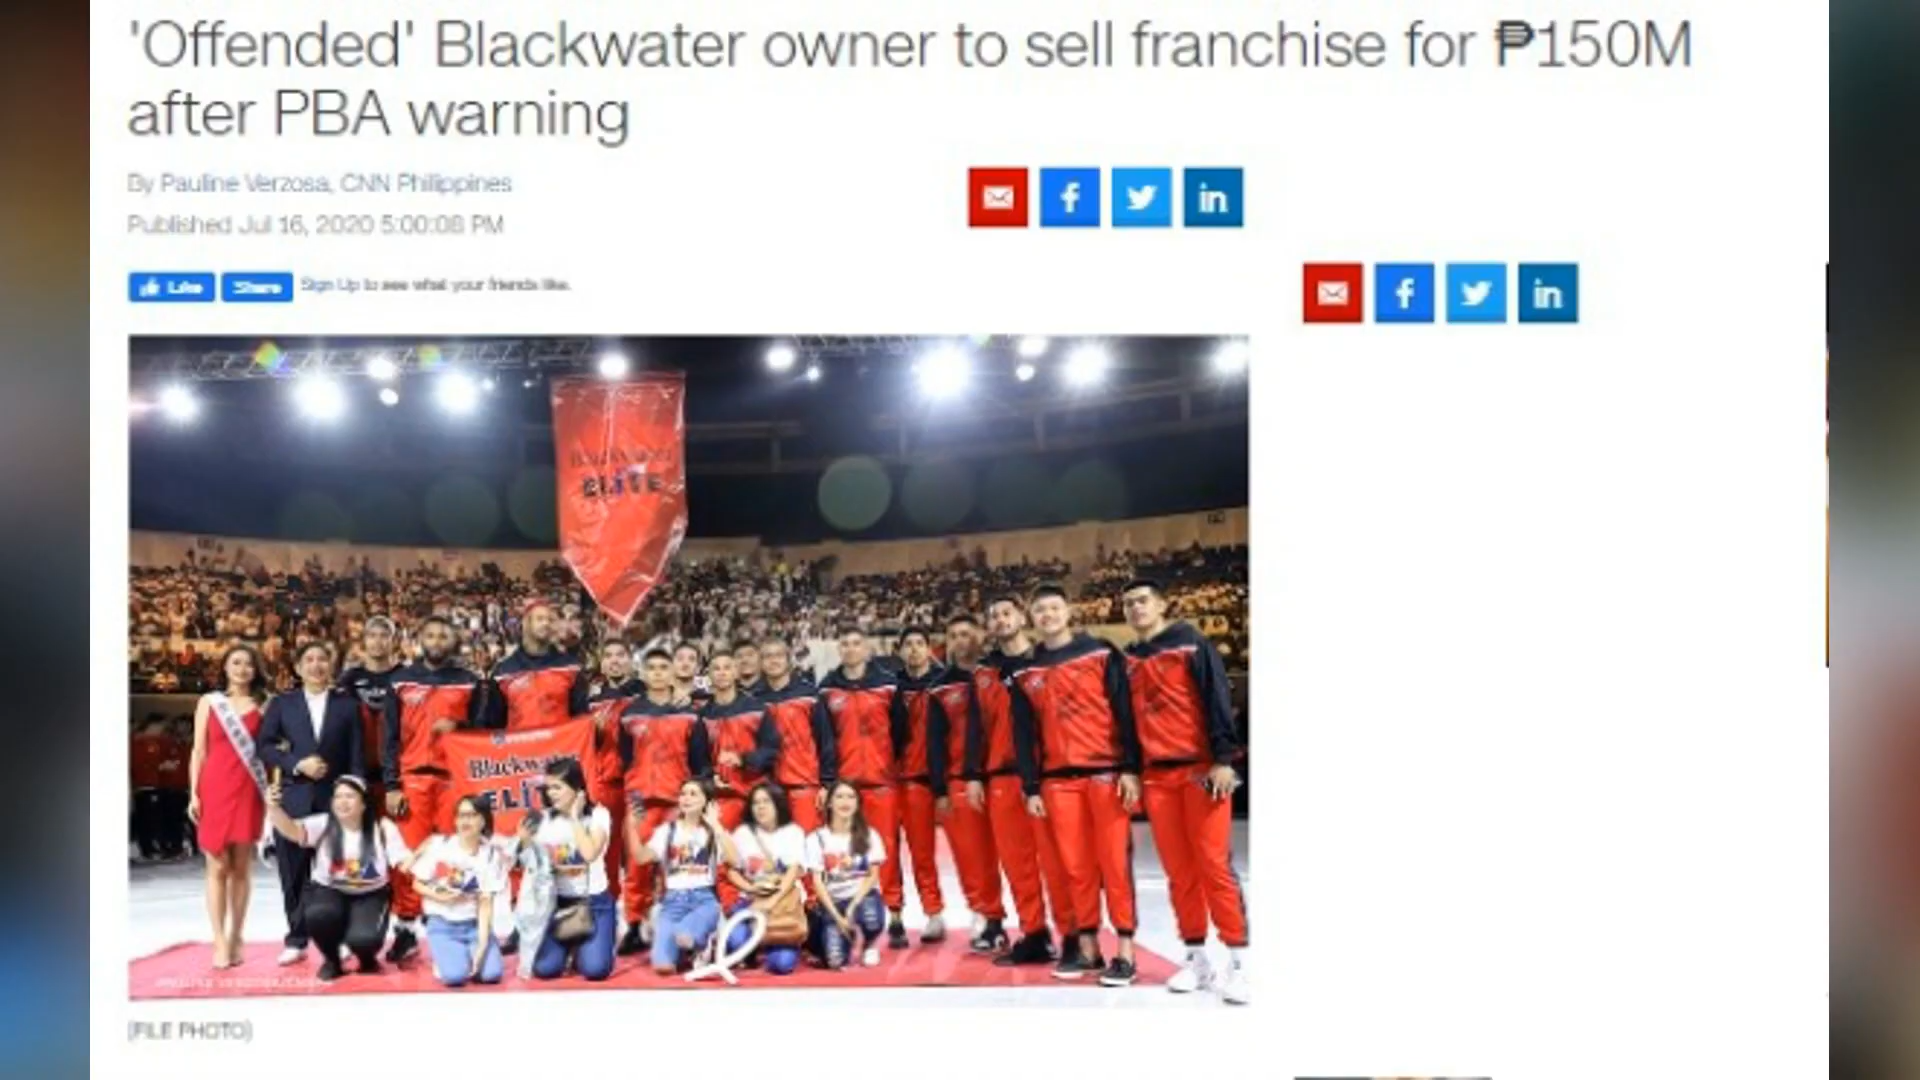 'Offended' Blackwater owner to sell franchise for ₱150M
after PBA warning
By Pauline Verzosa, CNN Philippines
Published Jul 16, 2020 5:00:08 PM
Like Share Sign Up to see what your friends like.
ELITE
Blackwater
ELITE
(FILE PHOTO)